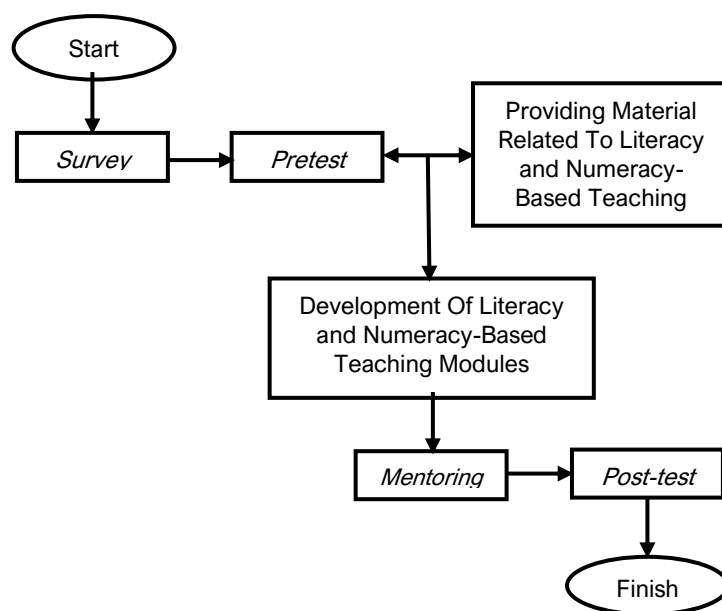 Start
Survey
Pretest
Providing Material
Related To Literacy
and Numeracy-
Based Teaching
Development Of Literacy
and Numeracy-Based
Teaching Modules
Mentoring
Post-test
Finish